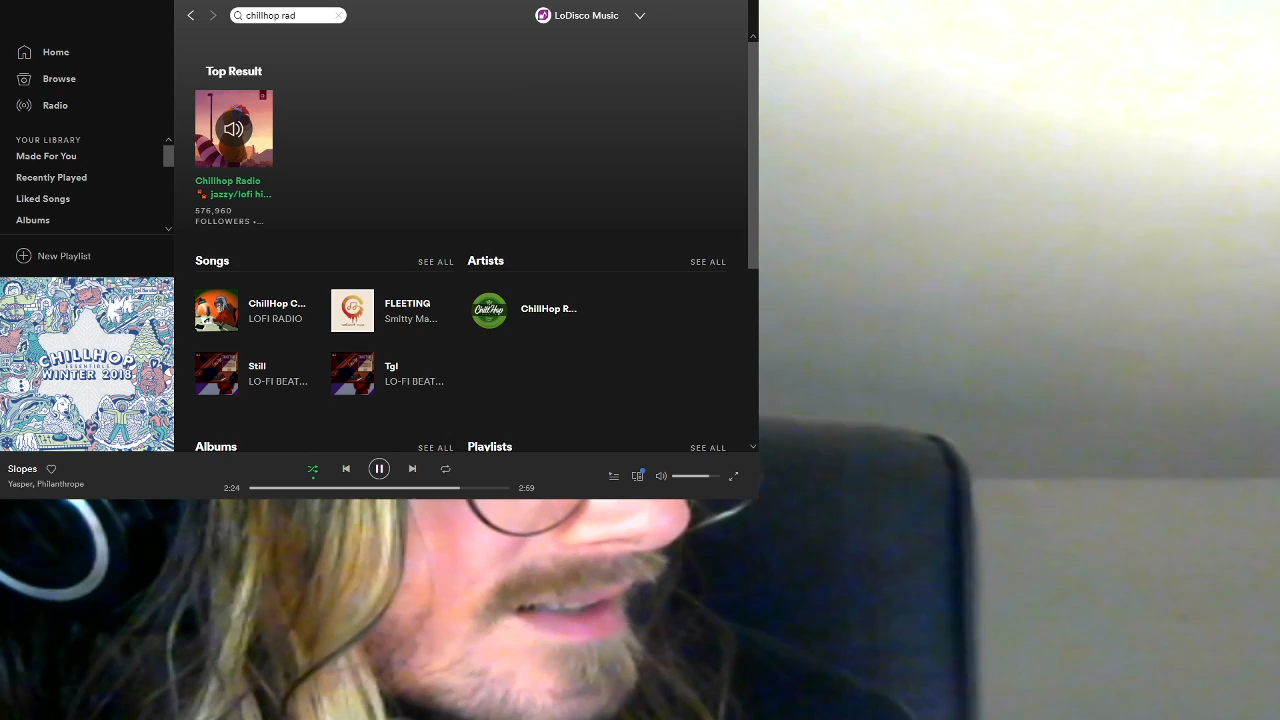 chillhop rad
LoDisco Music
Home
Browse
Radio
YOUR LIBRARY
Made For You
Recently Played
Liked Songs
Albums
New Playlist
CHILLHOP
ESSENTIALS
WINTER 2018
Top Result
Chillhop Radio
jazzy/lofi hi...
576,960
FOLLOWERS •...
Songs
SEE ALL
ChillHop C...
LOFI RADIO
FLEETING
Smitty Ma...
Still
LO-FI BEAT...
Tgl
LO-FI BEAT...
Artists
SEE ALL
ChillHop
ChillHop R...
Albums
SEE ALL
Playlists
SEE ALL
Slopes
Yasper, Philanthrope
2:24
2:59